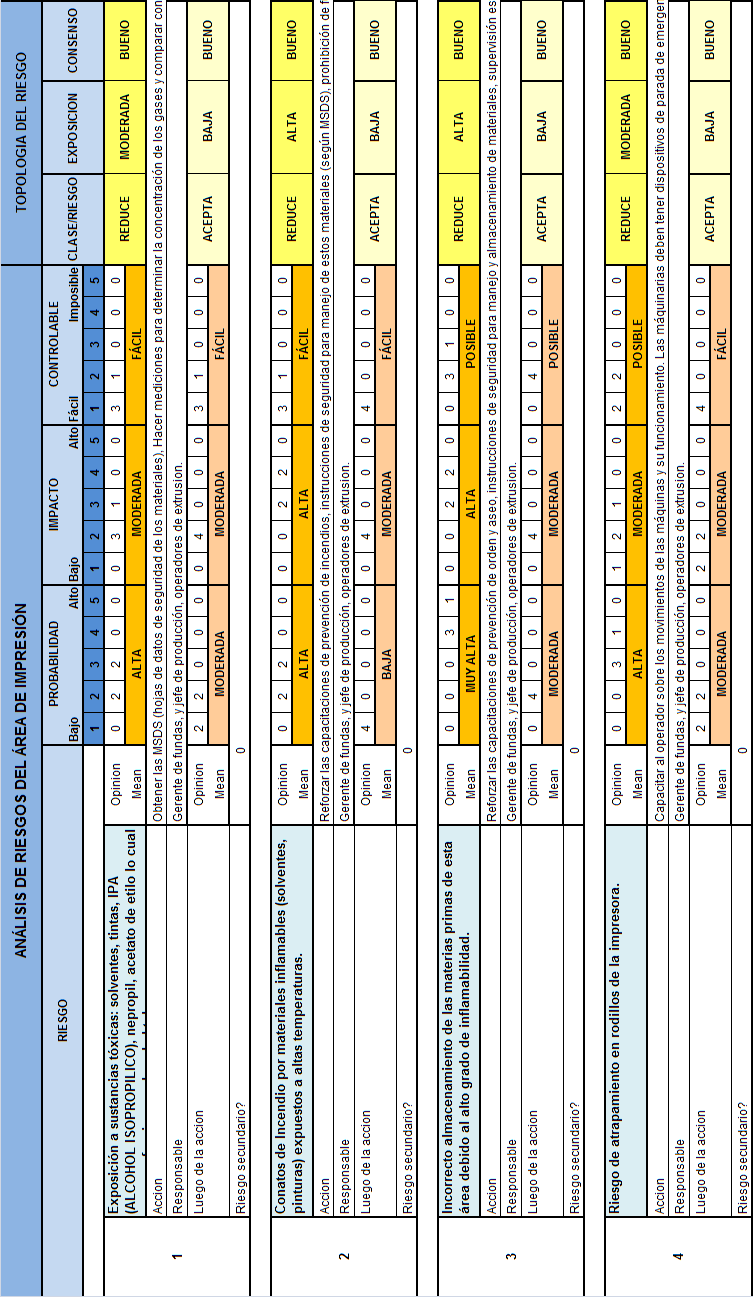 ANÁLISIS DE RIESGOS DEL ÁREA DE IMPRESIÓN TOPOLOGIA DEL RIESGO
RIESGO PROBABILIDAD IMPACTO CONTROLABLE CLASE/RIESGO EXPOSICION CONSENSO
Bajo Alto Bajo Alto Fácil Imposible
1 2 3 4 5 1 2 3 4 5 1 2 3 4 5
1 Exposición a sustancias tóxicas: solventes, tintas, IPA
(ALCOHOL ISOPROPILICO), nepropil, acetato de etilo lo cual
Opinion 0 2 2 0 0 0 3 1 0 0 3 1 0 0 0 REDUCE MODERADA BUENO
Mean ALTA MODERADA FÁCIL
Accion Obtener las MSDS (hojas de datos de seguridad de los materiales), Hacer mediciones para determinar la concentración de los gases y comparar con
Responsable Gerente de fundas, y jefe de producción, operadores de extrusion.
Luego de la accion Opinion 2 2 0 0 0 0 4 0 0 0 3 1 0 0 0 ACEPTA BAJA BUENO
Mean MODERADA MODERADA FÁCIL
Riesgo secundario? 0
2 Conatos de Incendio por materiales inflamables (solventes,
pinturas) expuestos a altas temperaturas.
Opinion 0 2 2 0 0 0 0 2 2 0 3 1 0 0 0 REDUCE ALTA BUENO
Mean ALTA ALTA FÁCIL
Accion Reforzar las capacitaciones de prevención de incendios, instrucciones de seguridad para manejo de estos materiales (según MSDS), prohibición de f
Responsable Gerente de fundas, y jefe de producción, operadores de extrusion.
Luego de la accion Opinion 4 0 0 0 0 0 4 0 0 0 4 0 0 0 0 ACEPTA BAJA BUENO
Mean BAJA MODERADA FÁCIL
Riesgo secundario? 0
3 Incorrecto almacenamiento de las materias primas de esta
área debido al alto grado de inflamabilidad.
Opinion 0 0 0 3 1 0 0 2 2 0 0 3 1 0 0 REDUCE ALTA BUENO
Mean MUY ALTA ALTA POSIBLE
Accion Reforzar las capacitaciones de prevención de orden y aseo, instrucciones de seguridad para manejo y almacenamiento de materiales, supervisión es
Responsable Gerente de fundas, y jefe de producción, operadores de extrusion.
Luego de la accion Opinion 0 4 0 0 0 0 4 0 0 0 0 4 0 0 0 ACEPTA BAJA BUENO
Mean MODERADA MODERADA POSIBLE
Riesgo secundario? 0
4 Riesgo de atrapamiento en rodillos de la impresora.
Opinion 0 0 3 1 0 1 2 1 0 0 2 2 0 0 0 REDUCE MODERADA BUENO
Mean ALTA MODERADA POSIBLE
Accion Capacitar al operador sobre los movimientos de las máquinas y su funcionamiento. Las máquinarias deben tener dispositivos de parada de emergen
Responsable Gerente de fundas, y jefe de producción, operadores de extrusion.
Luego de la accion Opinion 2 2 0 0 0 2 2 0 0 0 4 0 0 0 0 ACEPTA BAJA BUENO
Mean MODERADA MODERADA FÁCIL
Riesgo secundario? 0